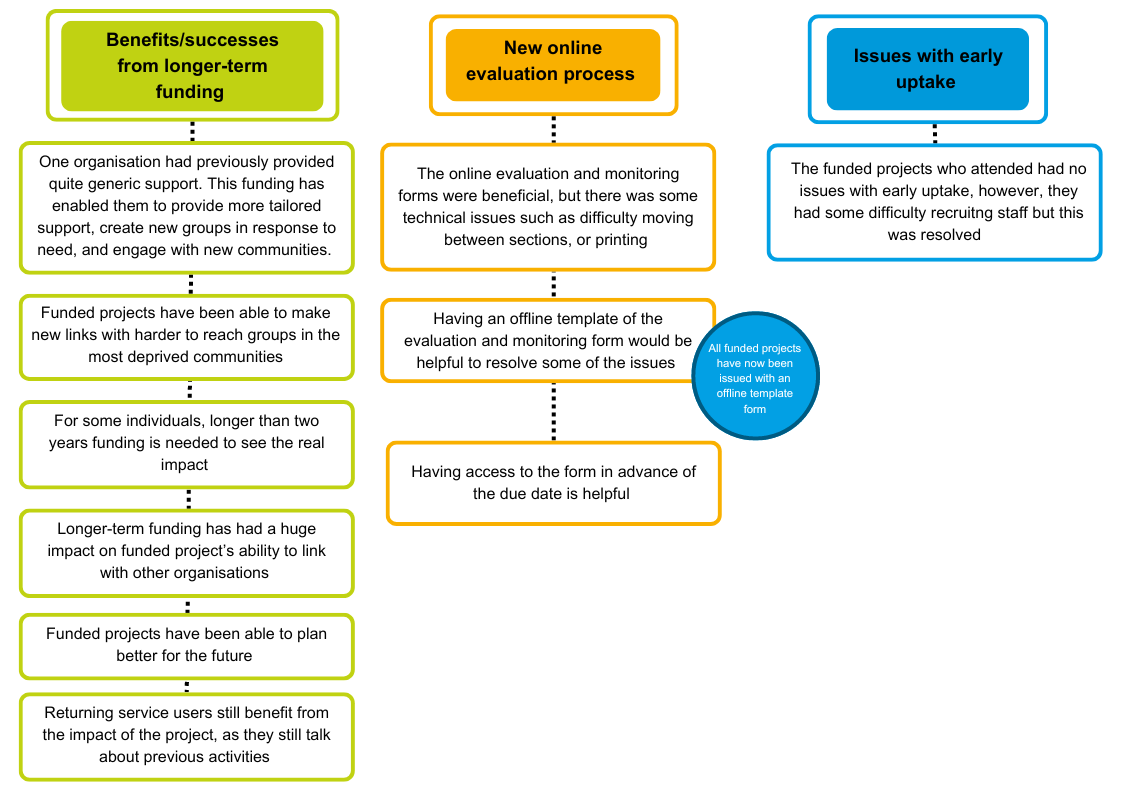 Benefits/successes
from longer-term
funding
One organisation had previously provided
quite generic support. This funding has
enabled them to provide more tailored
support, create new groups in response to
need, and engage with new communities.
Funded projects have been able to make
new links with harder to reach groups in the
most deprived communities
For some individuals, longer than two
years funding is needed to see the real
impact
Longer-term funding has had a huge
impact on funded project's ability to link
with other organisations
Funded projects have been able to plan
better for the future
Returning service users still benefit from
the impact of the project, as they still talk
about previous activities
New online
evaluation process
The online evaluation and monitoring
forms were beneficial, but there was some
technical issues such as difficulty moving
between sections, or printing
Having an offline template of the
evaluation and monitoring form would be
helpful to resolve some of the issues
All funded projects
have now been
issued with an
offline template
form
Having access to the form in advance of
the due date is helpful
Issues with early
uptake
The funded projects who attended had no
issues with early uptake, however, they
had some difficulty recruitng staff but this
was resolved